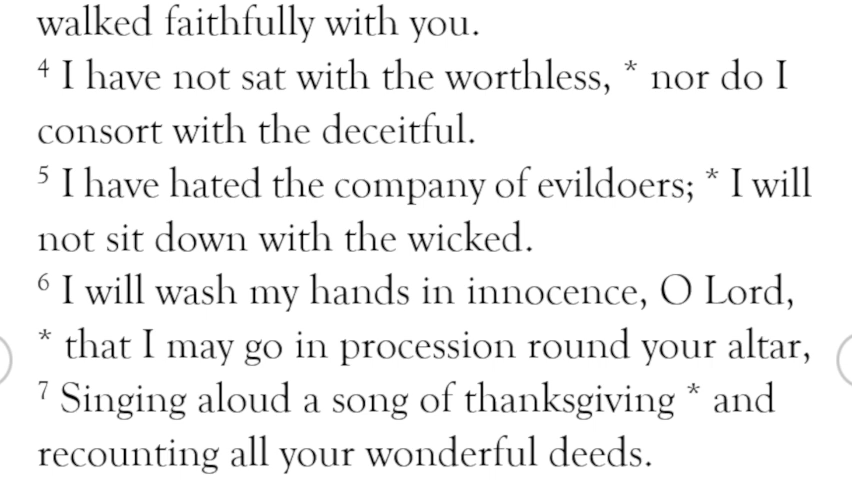 walked faithfully with you.
4 I have not sat with the worthless, * nor do I
consort with the deceitful.
5 I have hated the company of evildoers; * I will
not sit down with the wicked.
6 I will wash my hands in innocence, O Lord,
* that I may go in procession round your altar,
7 Singing aloud a song of thanksgiving * and
recounting all your wonderful deeds.